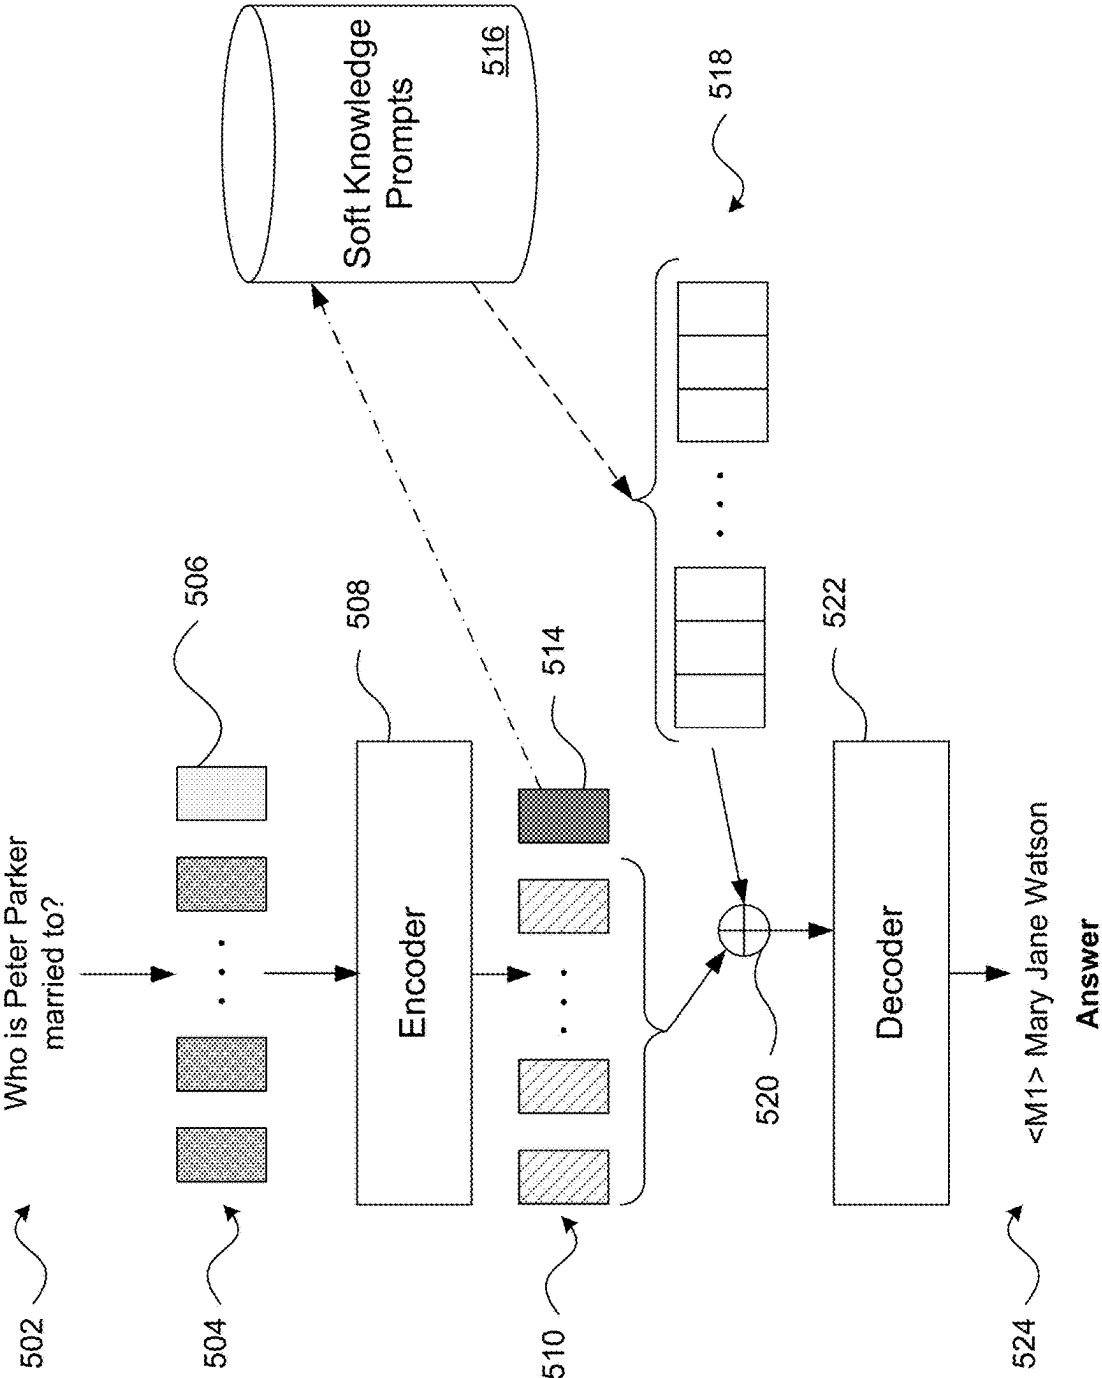 502
Who is Peter Parker
married to?
504
506
Encoder
508
510
514
Soft Knowledge
Prompts
516
518
520
Decoder
522
524
<M1> Mary Jane Watson
Answer